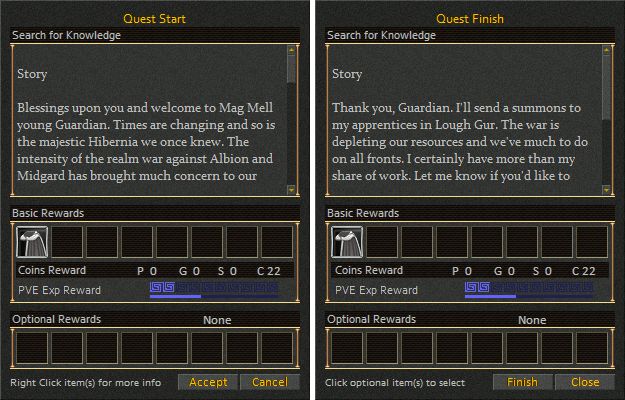 Quest Start
Search for Knowledge
Story
Blessings upon you and welcome to Mag Mell
young Guardian. Times are changing and so is
the majestic Hibernia we once knew. The
intensity of the realm war against Albion and
Midgard has brought much concern to our
Basic Rewards
Coins Reward P 0 G 0 S 0 C 22
PVE Exp Reward
Optional Rewards None
Right Click item(s) for more info Accept Cancel
Quest Finish
Search for Knowledge
Story
Thank you, Guardian. I'll send a summons to
my apprentices in Lough Gur. The war is
depleting our resources and we've much to do
on all fronts. I certainly have more than my
share of work. Let me know if you'd like to
Basic Rewards
Coins Reward P 0 G 0 S 0 C 22
PVE Exp Reward
Optional Rewards None
Click optional item(s) to select Finish Close